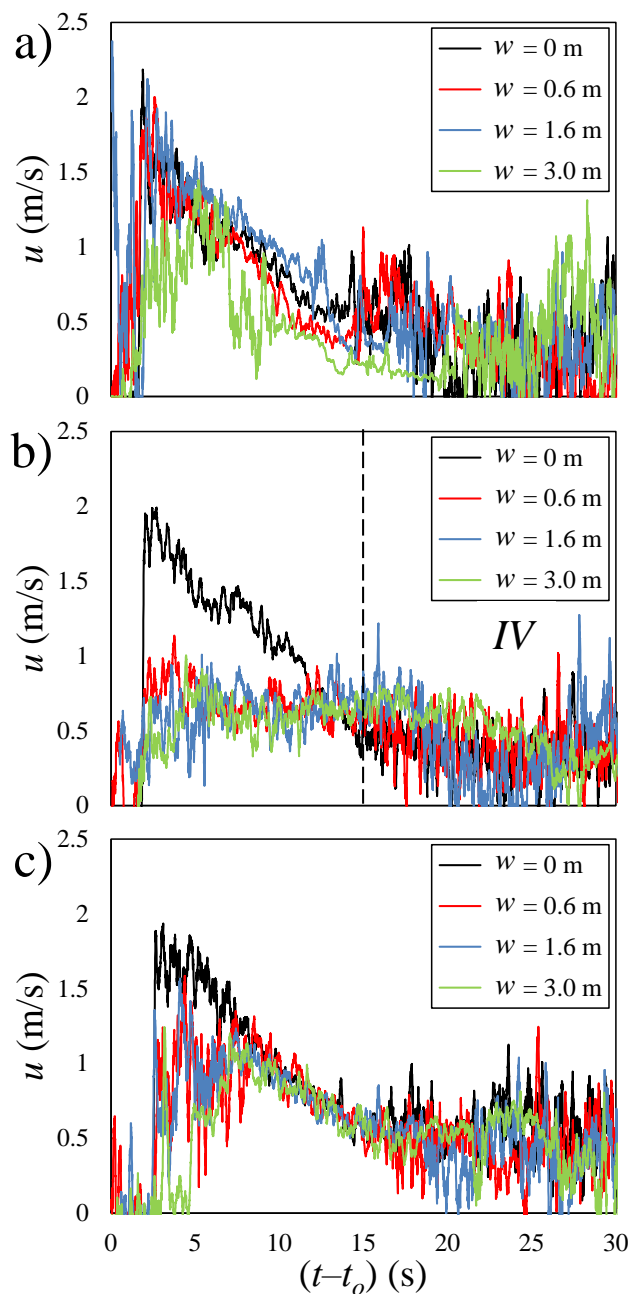 a)
2.5
2
1.5
1
0.5
0
u (m/s)
w = 0 m
w = 0.6 m
w = 1.6 m
w = 3.0 m
b)
2.5
2
1.5
1
0.5
0
u (m/s)
w = 0 m
w = 0.6 m
w = 1.6 m
w = 3.0 m
IV
c)
2.5
2
1.5
1
0.5
0
u (m/s)
w = 0 m
w = 0.6 m
w = 1.6 m
w = 3.0 m
0 5 10 15 20 25 30
(t–tₒ) (s)